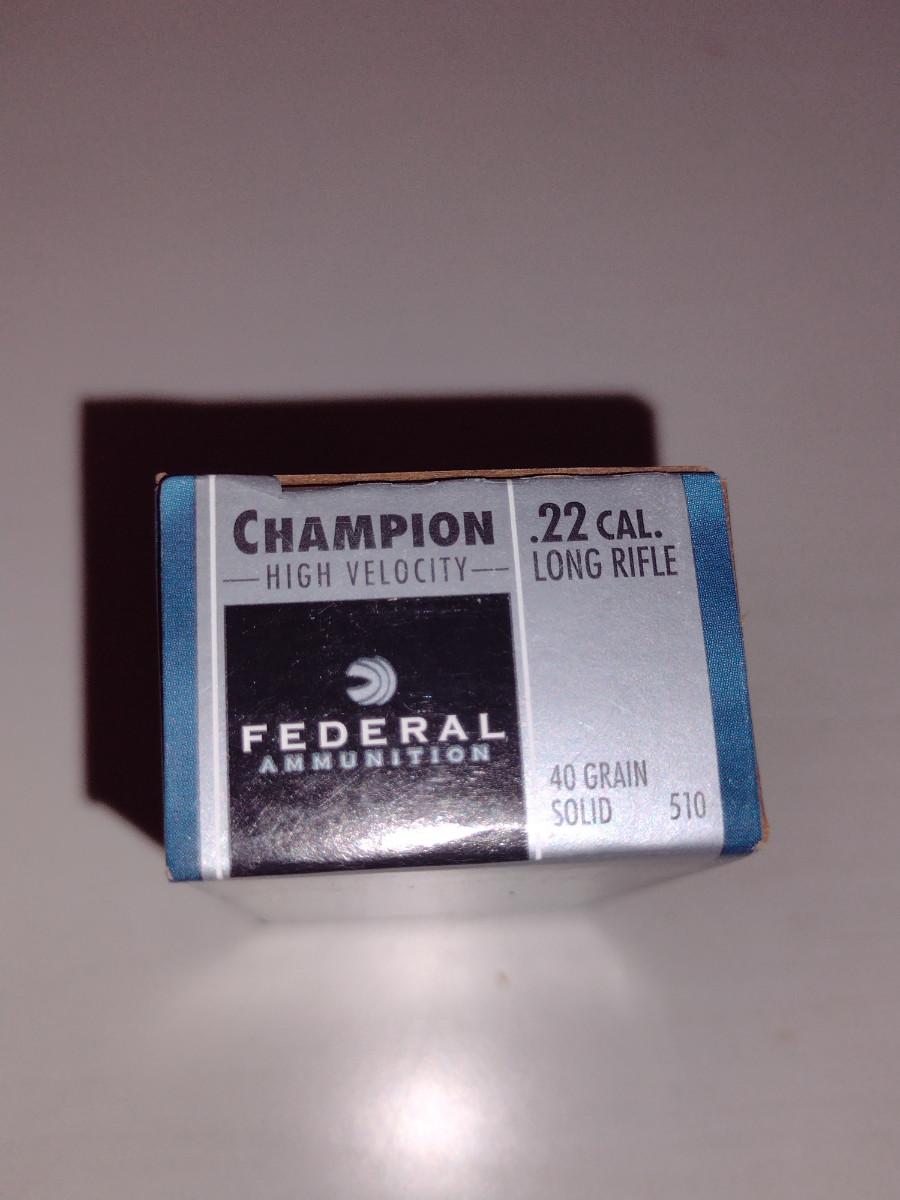 CHAMPION
HIGH VELOCITY
FEDERAL
AMMUNITION
.22 CAL.
LONG RIFLE
40 GRAIN
SOLID 510